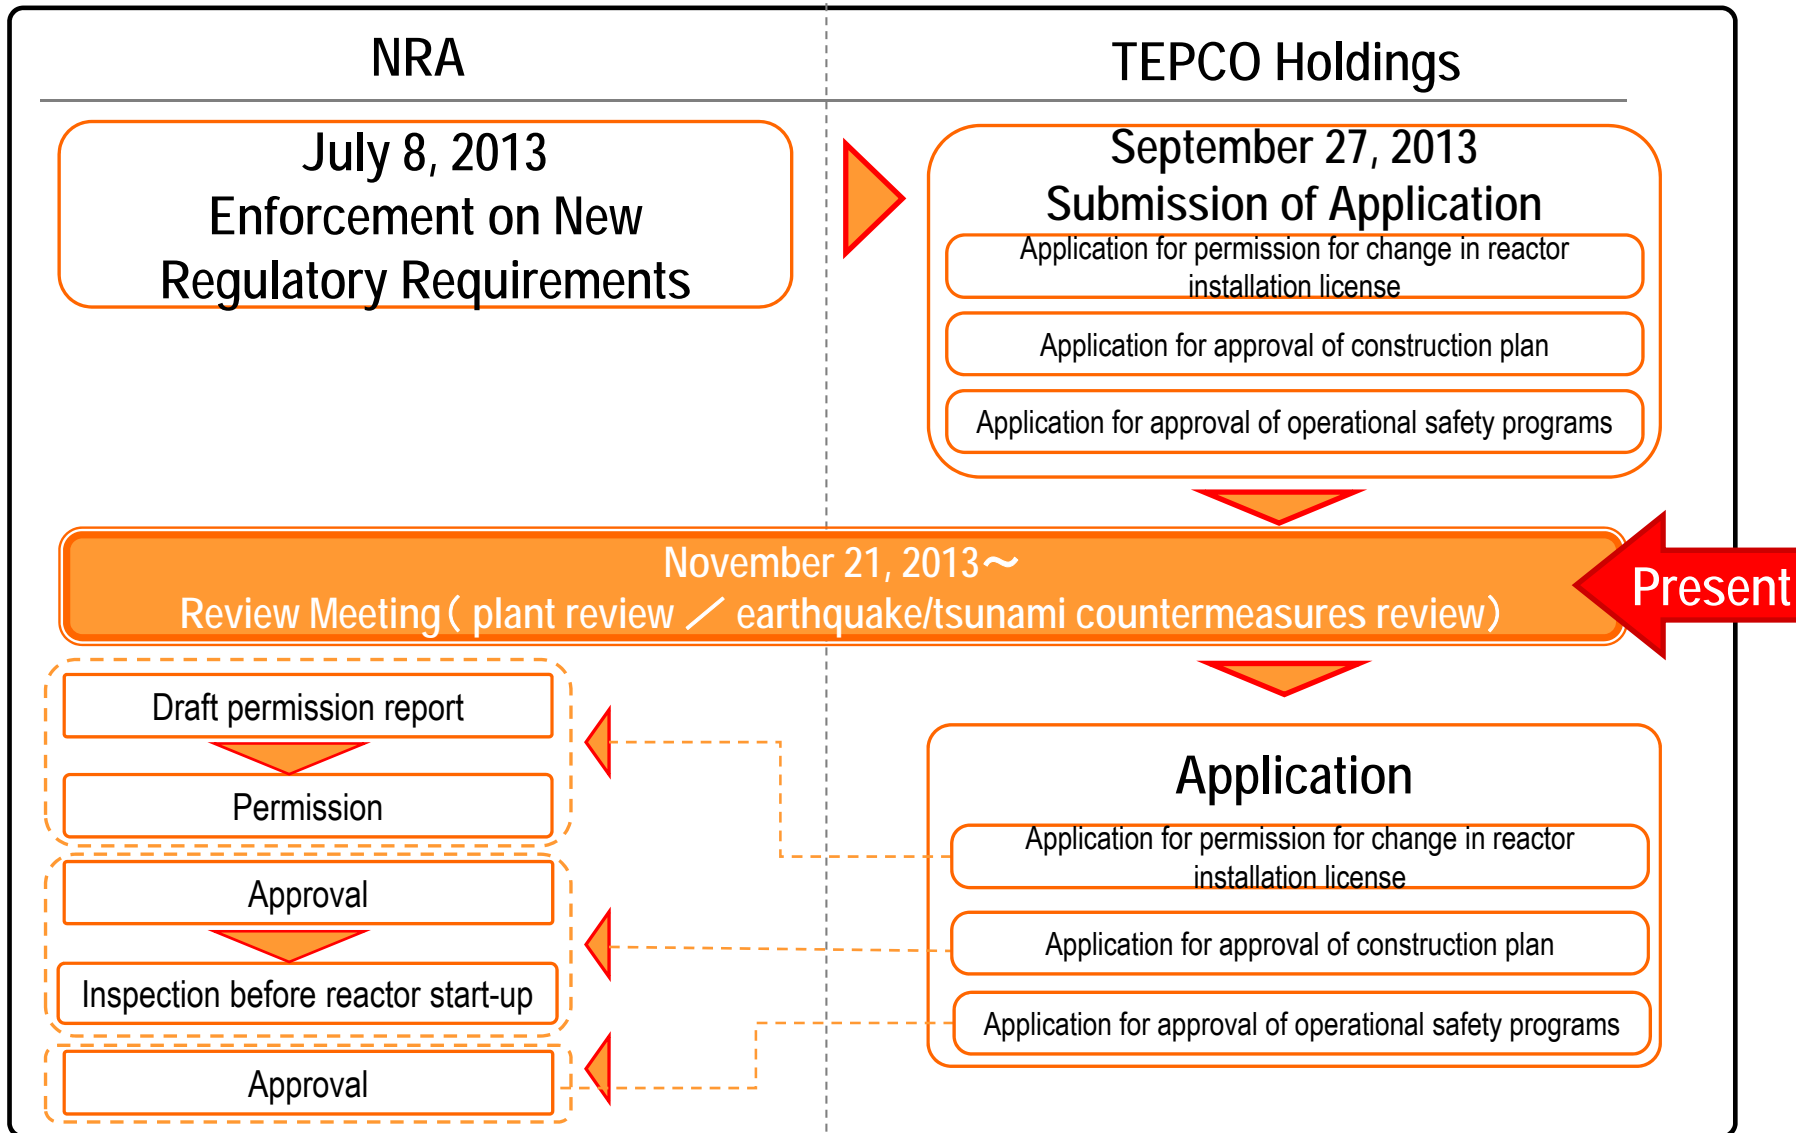 NRA
TEPCO Holdings
July 8, 2013
Enforcement on New
Regulatory Requirements
September 27, 2013
Submission of Application
Application for permission for change in reactor
installation license
Application for approval of construction plan
Application for approval of operational safety programs
November 21, 2013～
Review Meeting（ plant review ／ earthquake/tsunami countermeasures review）
Present
Draft permission report
Permission
Approval
Inspection before reactor start-up
Approval
Application
Application for permission for change in reactor
installation license
Application for approval of construction plan
Application for approval of operational safety programs